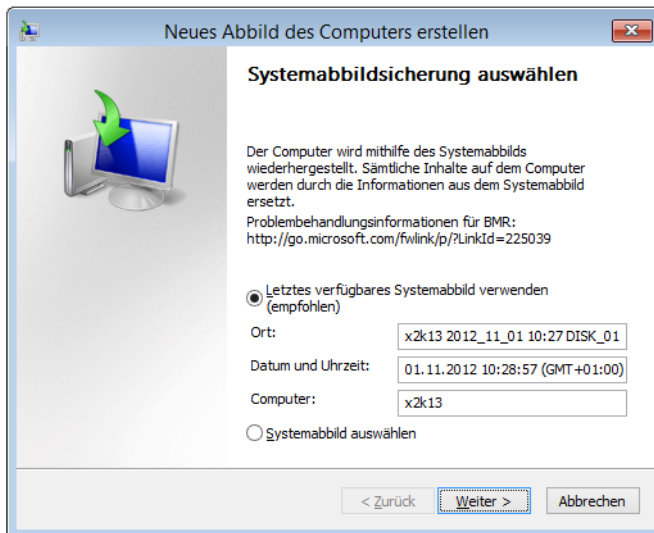 Neues Abbild des Computers erstellen
Systemabbildsicherung auswählen
Der Computer wird mithilfe des Systemabbilds
wiederhergestellt. Sämtliche Inhalte auf dem Computer
werden durch die Informationen aus dem Systemabbild
ersetzt.
Problembehandlungsinformationen für BMR:
http://go.microsoft.com/fwlink/p/?LinkId=225039
Letztes verfügbares Systemabbild verwenden
(empfohlen)
Ort: x2k13 2012_11_01 10:27 DISK_01
Datum und Uhrzeit: 01.11.2012 10:28:57 (GMT+01:00)
Computer: x2k13
Systemabbild auswählen
< Zurück Weiter > Abbrechen